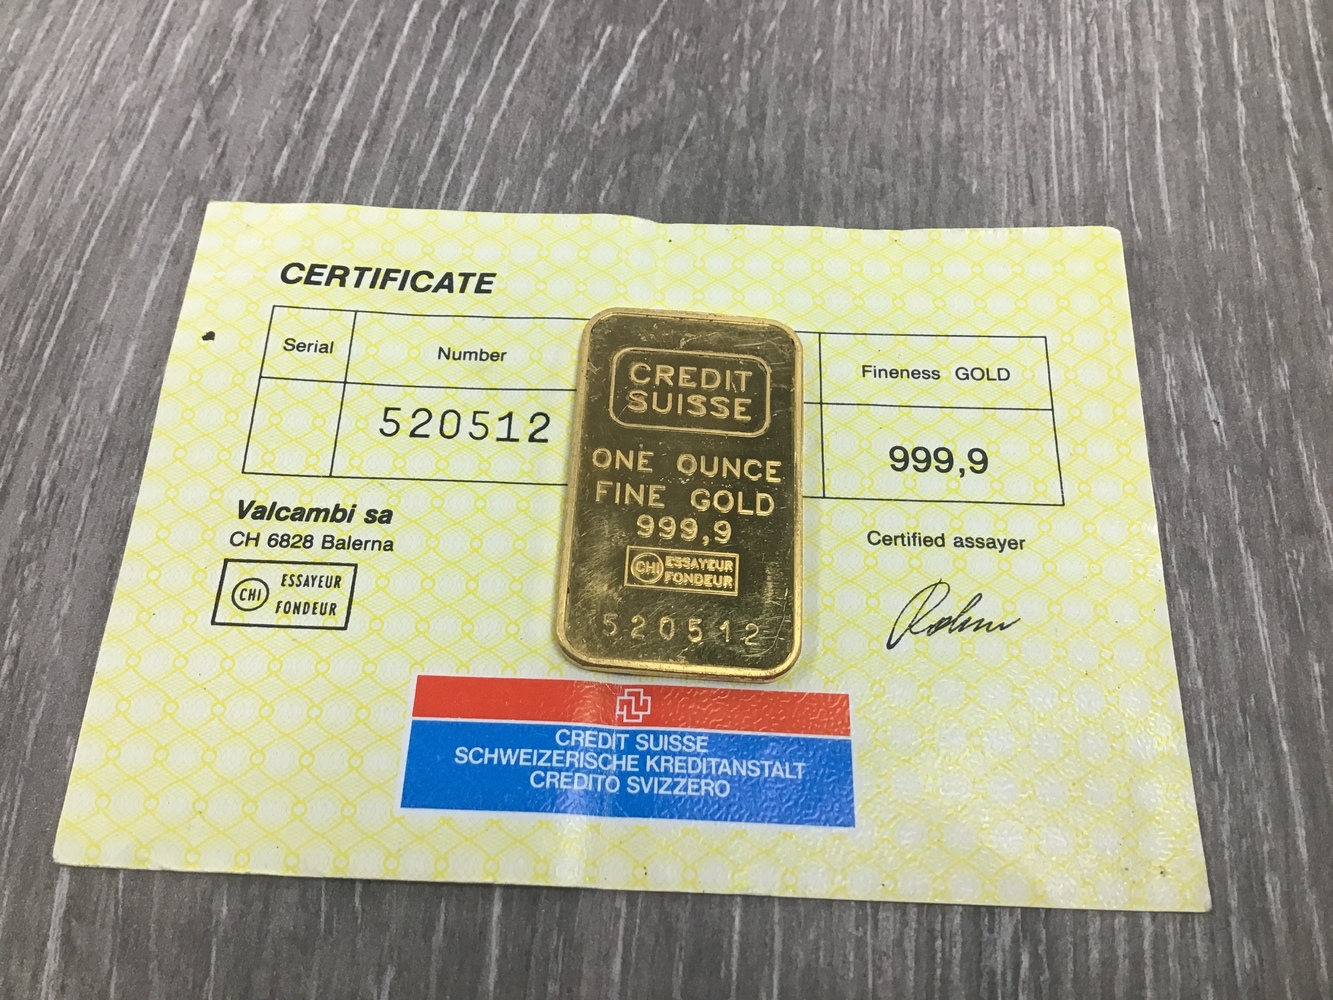 CERTIFICATE
Serial
Number
Fineness GOLD
520512
999,9
Valcambi sa
CH 6828 Balerna
CHI
ESSAYEUR
FONDEUR
Certified assayer
CREDIT
SUISSE
ONE OUNCE
FINE GOLD
999,9
CHI
ESSAYEUR
FONDEUR
520512
CREDIT SUISSE
SCHWEIZERISCHE KREDITANSTALT
CREDITO SVIZZERO